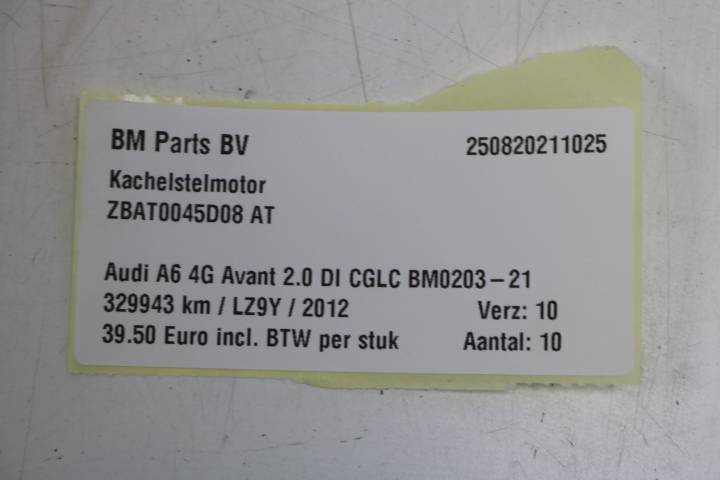 BM Parts BV 250820211025
Kachelstelmotor
ZBAT0045D08 AT
Audi A6 4G Avant 2.0 DI CGLC BM0203-21
329943 km / LZ9Y / 2012 Verz: 10
39.50 Euro incl. BTW per stuk Aantal: 10